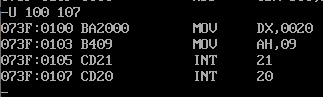 -U 100 107
073F:0100 BA2000 MOV DX,0020
073F:0103 B409 MOV AH,09
073F:0105 CD21 INT 21
073F:0107 CD20 INT 20
-